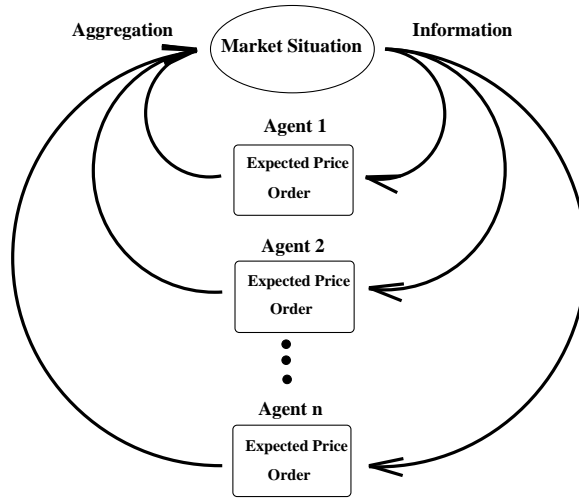 Aggregation
Information
Market Situation
Agent 1
Expected Price
Order
Agent 2
Expected Price
Order
Agent n
Expected Price
Order